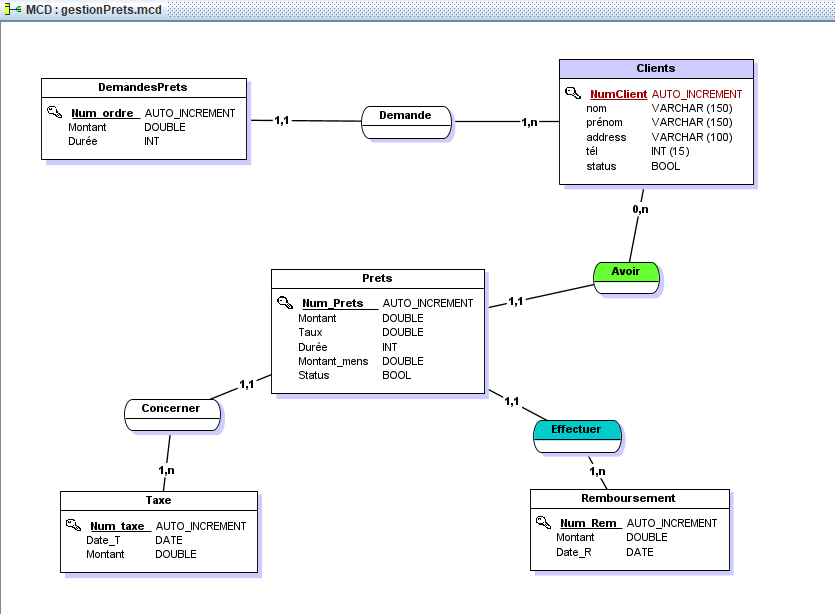 MCD : gestionPrets.mcd
DemandesPrets
Num_ordre AUTO_INCREMENT
Montant DOUBLE
Durée INT
1,1
Demande
1,n
Clients
NumClient AUTO_INCREMENT
nom VARCHAR (150)
prénom VARCHAR (150)
address VARCHAR (100)
tél INT (15)
status BOOL
0,n
Avoir
1,1
Prets
Num_Prets AUTO_INCREMENT
Montant DOUBLE
Taux DOUBLE
Durée INT
Montant_mens DOUBLE
Status BOOL
1,1
Concerner
1,n
Taxe
Num_taxe AUTO_INCREMENT
Date_T DATE
Montant DOUBLE
1,1
Effectuer
1,n
Remboursement
Num_Rem AUTO_INCREMENT
Montant DOUBLE
Date_R DATE